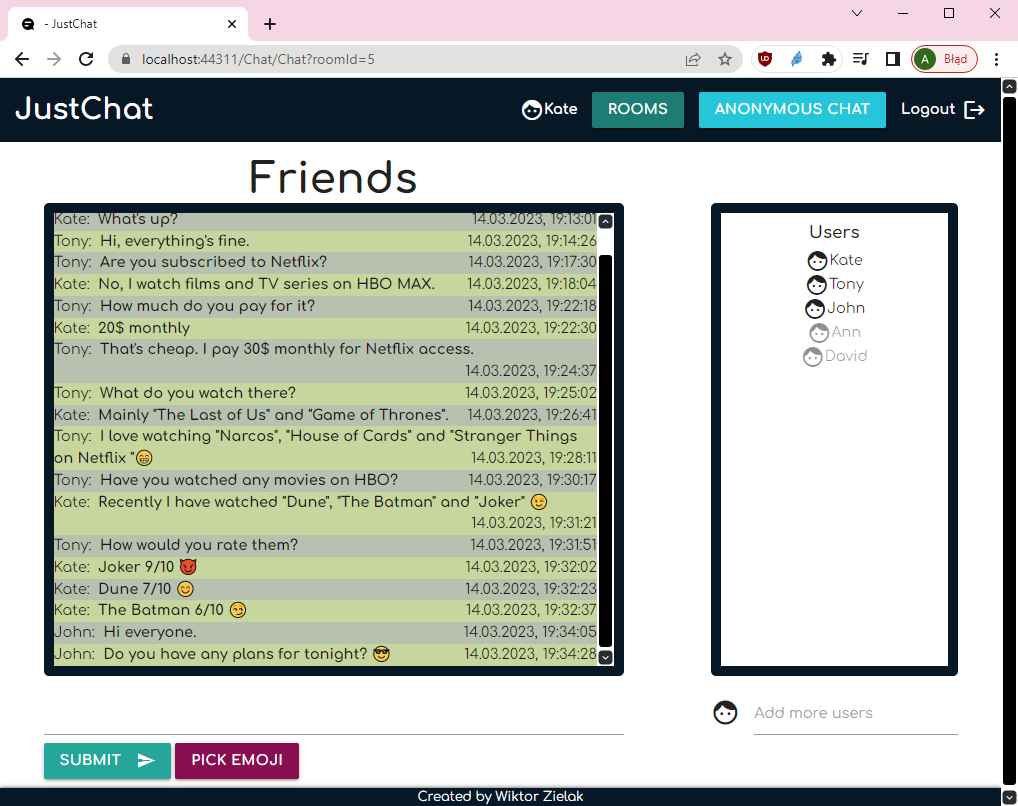 - JustChat
localhost:44311/Chat/Chat?roomId=5
A Błąd
JustChat
Kate
ROOMS
ANONYMOUS CHAT
Logout
Friends
Kate: What's up? 14.03.2023, 19:13:01
Tony: Hi, everything's fine. 14.03.2023, 19:14:26
Tony: Are you subscribed to Netflix? 14.03.2023, 19:17:30
Kate: No, I watch films and TV series on HBO MAX. 14.03.2023, 19:18:04
Tony: How much do you pay for it? 14.03.2023, 19:22:18
Kate: 20$ monthly 14.03.2023, 19:22:30
Tony: That's cheap. I pay 30$ monthly for Netflix access.
14.03.2023, 19:24:37
Tony: What do you watch there? 14.03.2023, 19:25:02
Kate: Mainly "The Last of Us" and "Game of Thrones". 14.03.2023, 19:26:41
Tony: I love watching "Narcos", "House of Cards" and "Stranger Things
on Netflix "😁 14.03.2023, 19:28:11
Tony: Have you watched any movies on HBO? 14.03.2023, 19:30:17
Kate: Recently I have watched "Dune", "The Batman" and "Joker" 😉
14.03.2023, 19:31:21
Tony: How would you rate them? 14.03.2023, 19:31:51
Kate: Joker 9/10 😈 14.03.2023, 19:32:02
Kate: Dune 7/10 😊 14.03.2023, 19:32:23
Kate: The Batman 6/10 😏 14.03.2023, 19:32:37
John: Hi everyone. 14.03.2023, 19:34:05
John: Do you have any plans for tonight? 😎 14.03.2023, 19:34:28
Users
Kate
Tony
John
Ann
David
Add more users
SUBMIT
PICK EMOJI
Created by Wiktor Zielak